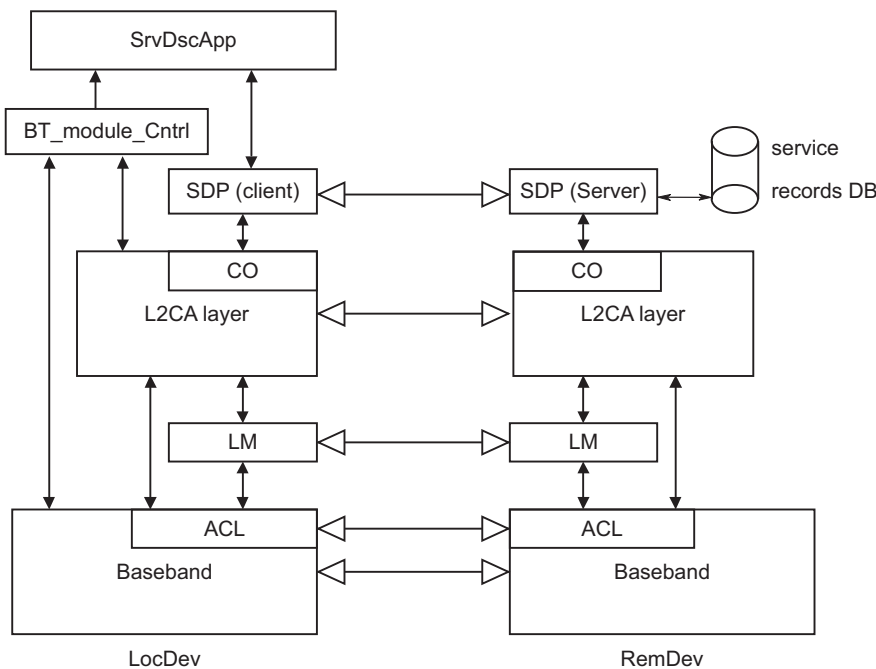 SrvDscApp
BT_module_Cntrl
SDP (client)
SDP (Server)
service
records DB
CO
CO
L2CA layer
L2CA layer
LM
LM
ACL
ACL
Baseband
Baseband
LocDev
RemDev